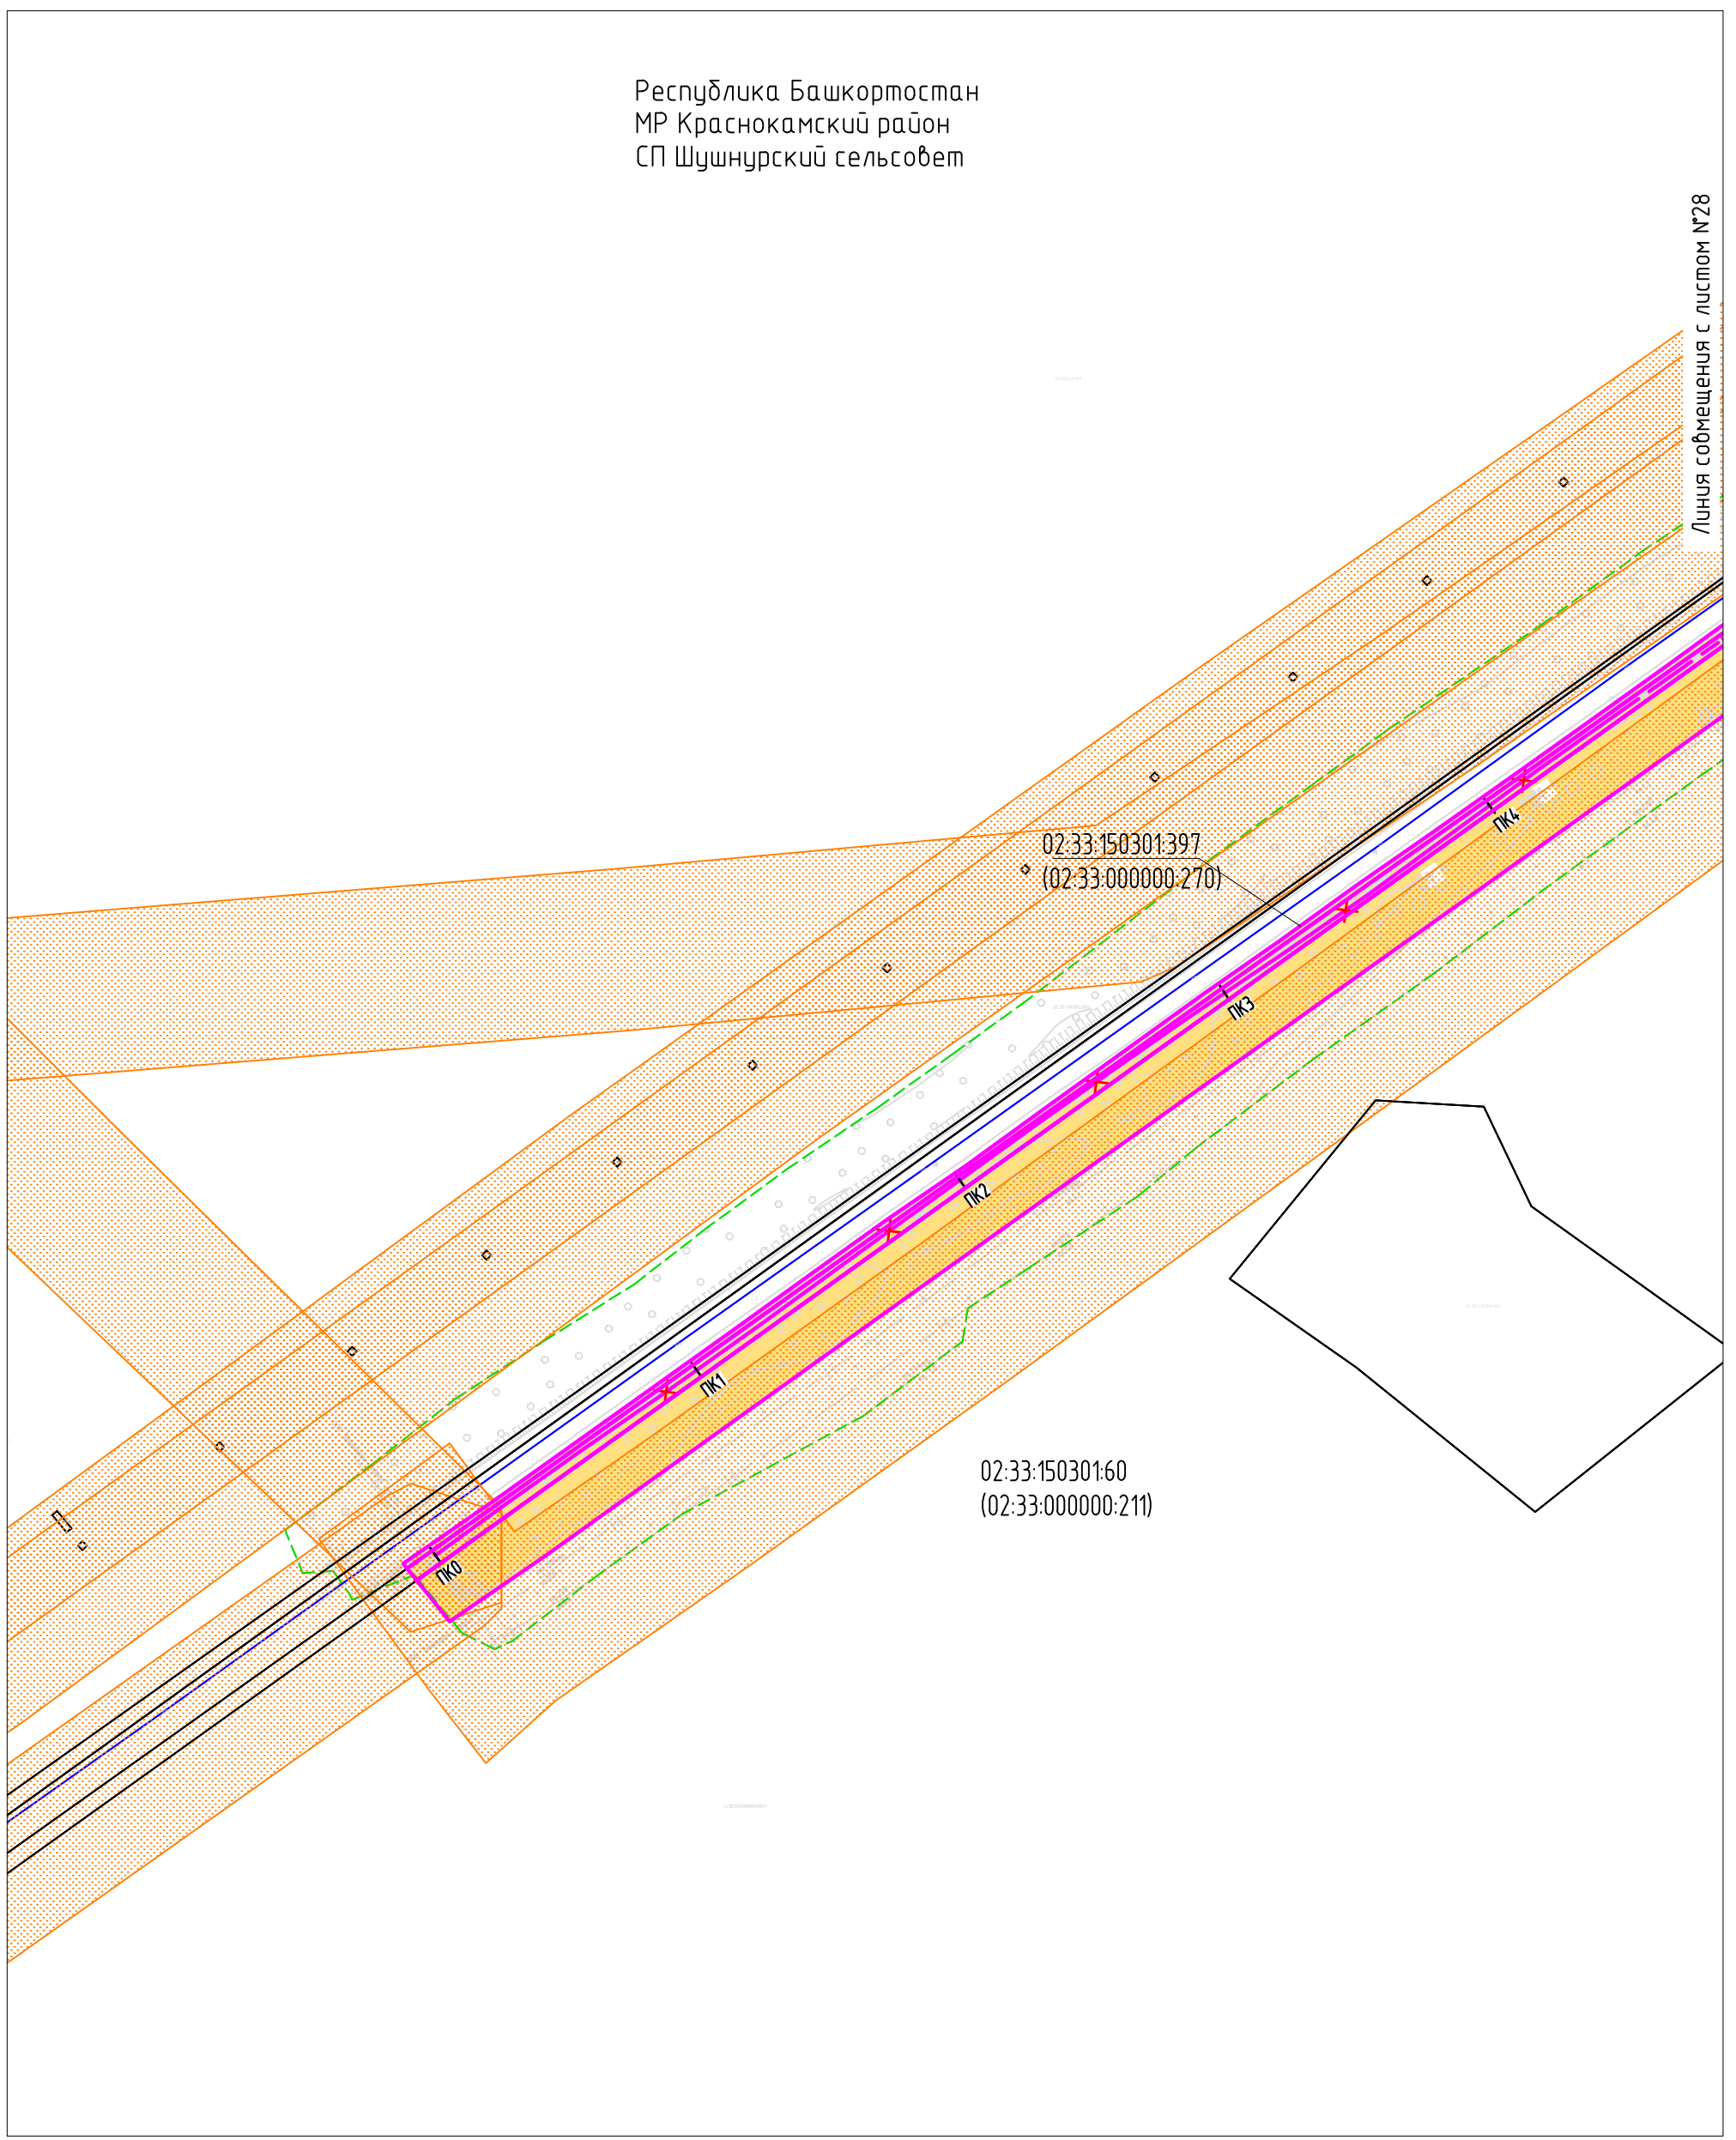 Республика Башкортостан
МР Краснокамский район
СП Шушнурский сельсовет
Линия совмещения с листом №28
02:33:150301:397
(02:33:000000:270)
ПК4
ПК3
ПК2
ПК1
ПК0
02:33:150301:60
(02:33:000000:211)